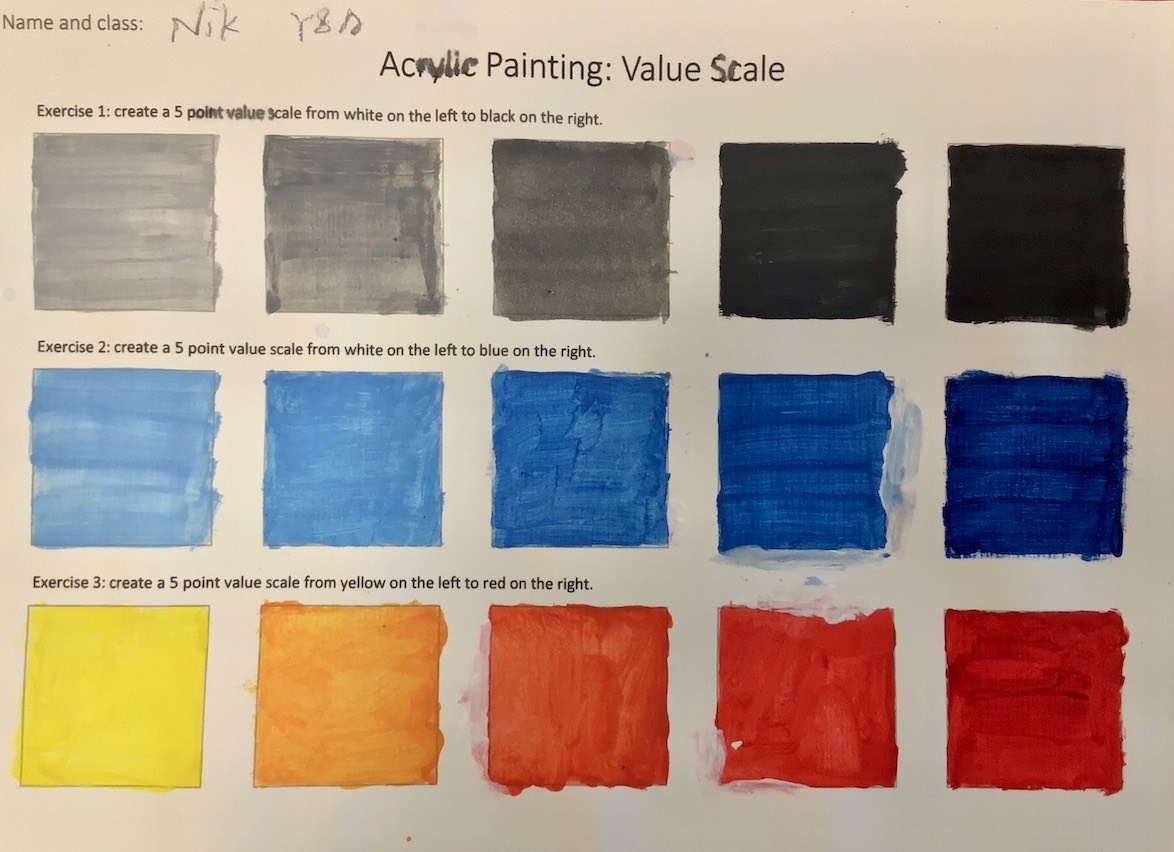 Name and class: Nik Y8A
Acrylic Painting: Value Scale
Exercise 1: create a 5 point value scale from white on the left to black on the right.
Exercise 2: create a 5 point value scale from white on the left to blue on the right.
Exercise 3: create a 5 point value scale from yellow on the left to red on the right.